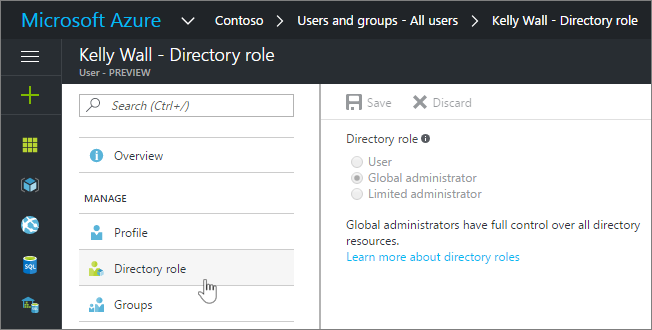 Microsoft Azure Contoso > Users and groups - All users > Kelly Wall - Directory role
Kelly Wall - Directory role
User - PREVIEW
Search (Ctrl+/)
Overview
MANAGE
Profile
Directory role
Groups
Save Discard
Directory role
User
Global administrator
Limited administrator
Global administrators have full control over all directory
resources.
Learn more about directory roles
SQL